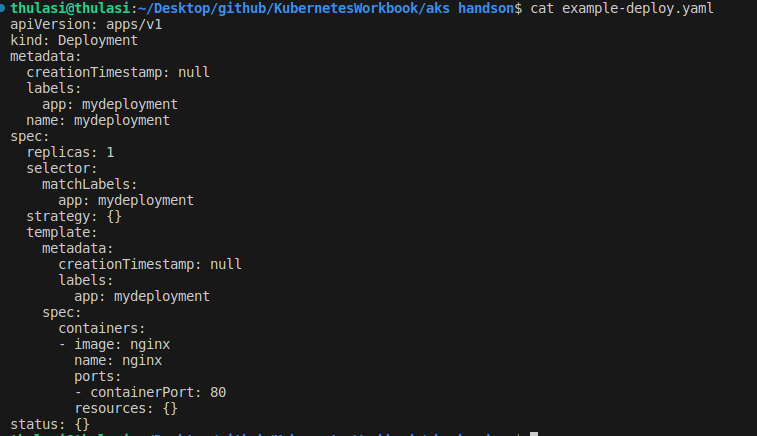 thulasi@thulasi:~/Desktop/github/KubernetesWorkbook/aks handson$ cat example-deploy.yaml
apiVersion: apps/v1
kind: Deployment
metadata:
  creationTimestamp: null
  labels:
    app: mydeployment
  name: mydeployment
spec:
  replicas: 1
  selector:
    matchLabels:
      app: mydeployment
  strategy: {}
  template:
    metadata:
      creationTimestamp: null
      labels:
        app: mydeployment
    spec:
      containers:
      - image: nginx
        name: nginx
        ports:
        - containerPort: 80
        resources: {}
status: {}